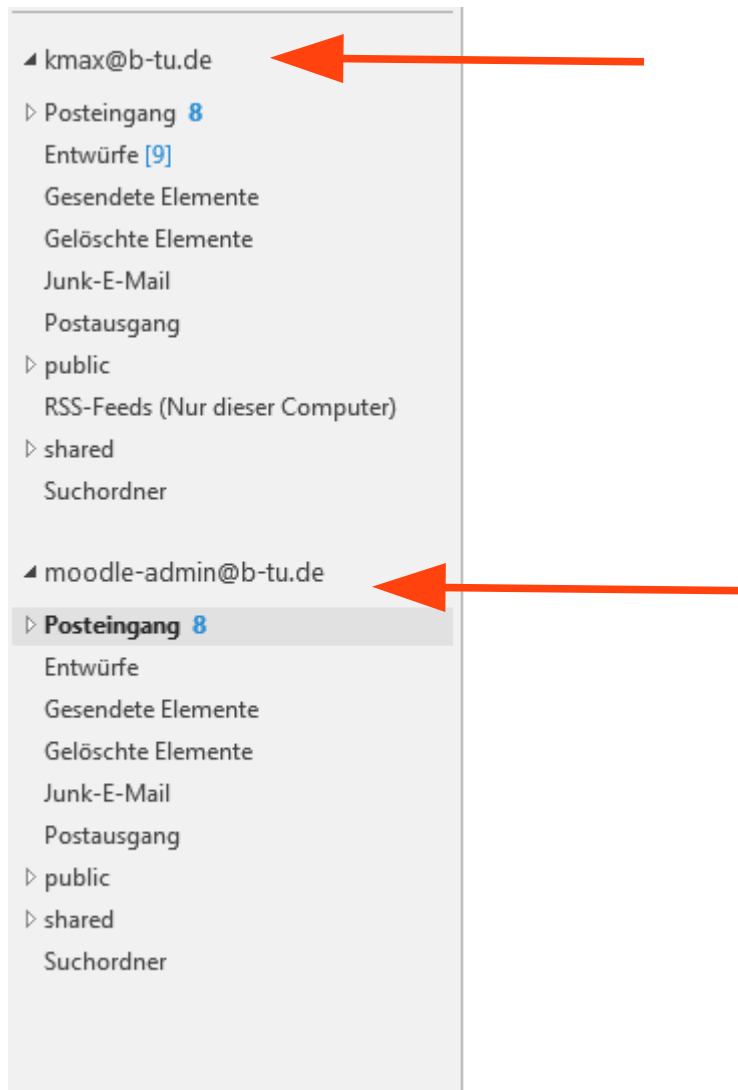 kmax@b-tu.de
Posteingang 8
Entwürfe [9]
Gesendete Elemente
Gelöschte Elemente
Junk-E-Mail
Postausgang
public
RSS-Feeds (Nur dieser Computer)
shared
Suchordner
moodle-admin@b-tu.de
Posteingang 8
Entwürfe
Gesendete Elemente
Gelöschte Elemente
Junk-E-Mail
Postausgang
public
shared
Suchordner